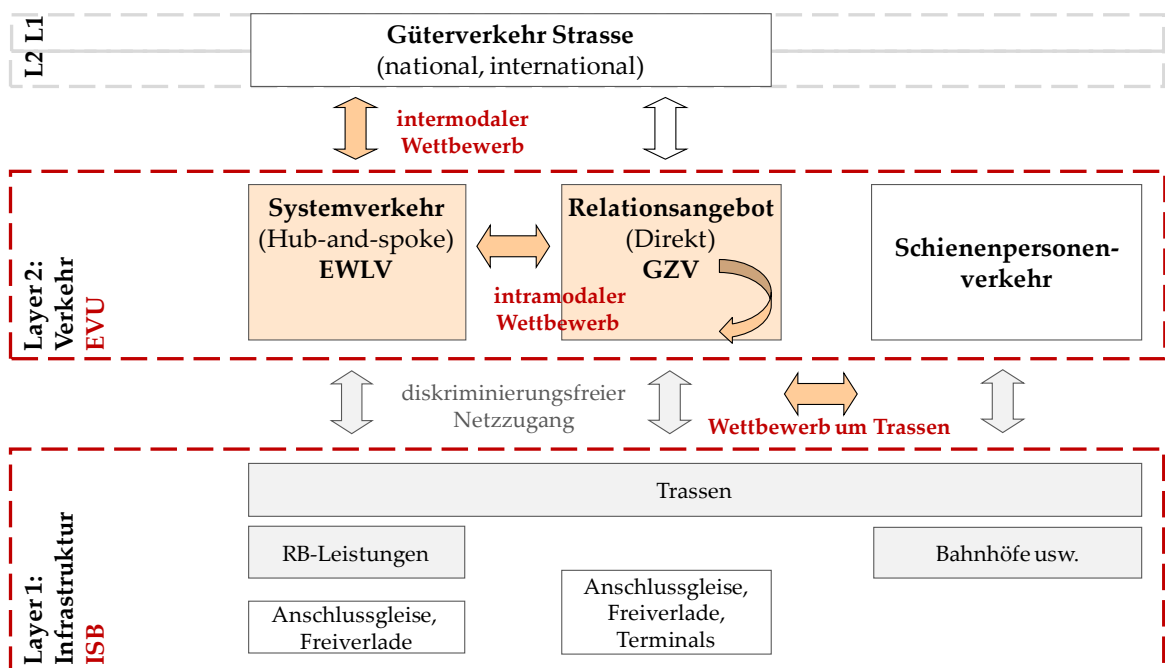 L2 L1
Güterverkehr Strasse
(national, international)
intermodaler
Wettbewerb
Layer 2:
Verkehr
EVU
Systemverkehr
(Hub-and-spoke)
EWLV
Relationsangebot
(Direkt)
GZV
intramodaler
Wettbewerb
Schienenpersonen-
verkehr
diskriminierungsfreier
Netzzugang
Wettbewerb um Trassen
Layer 1:
Infrastruktur
ISB
Trassen
RB-Leistungen
Bahnhöfe usw.
Anschlussgleise,
Freiverlade
Anschlussgleise,
Freiverlade,
Terminals